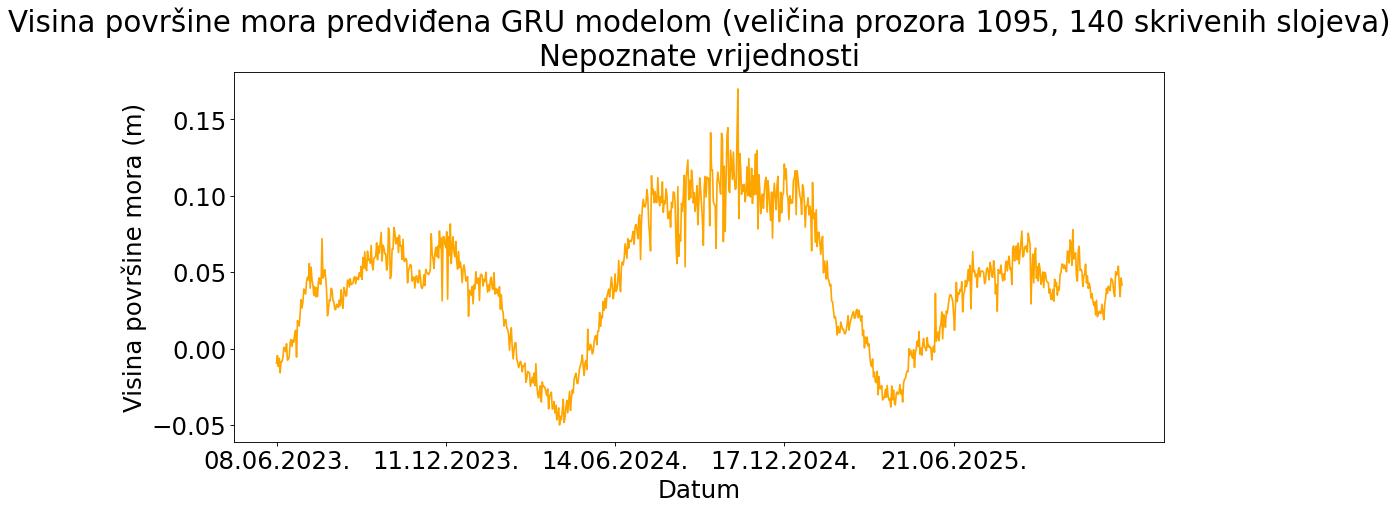 Visina površine mora predviđena GRU modelom (veličina prozora 1095, 140 skrivenih slojeva)
Nepoznate vrijednosti
Visina površine mora (m)
0.15
0.10
0.05
0.00
−0.05
08.06.2023. 11.12.2023. 14.06.2024. 17.12.2024. 21.06.2025.
Datum